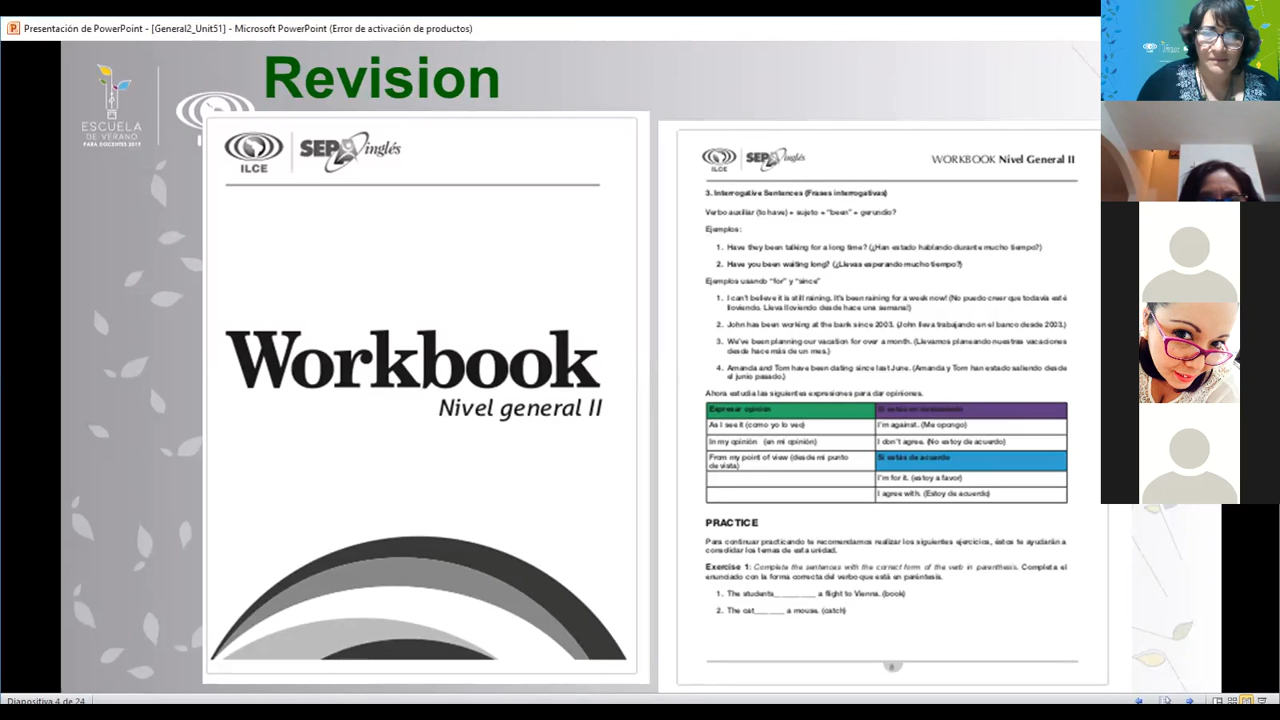 Presentación de PowerPoint - [General2_Unit51] - Microsoft PowerPoint (Error de activación de productos)
Revision
ESCUELA
DE VERANO
PARA DOCENTES 2019
ILCE
SEP inglés
Workbook
Nivel general II
ILCE
SEP inglés
WORKBOOK Nivel General II
3. Interrogative Sentences (Frases interrogativas)
Verbo auxiliar (to have) + sujeto + "been" + gerundio?
Ejemplos:
1. Have they been talking for a long time? (¿Han estado hablando durante mucho tiempo?)
2. Have you been waiting long? (¿Llevas esperando mucho tiempo?)
Ejemplos usando "for" y "since"
1. I can't believe it is still raining. It's been raining for a week now! (No puedo creer que todavía esté
lloviendo. Lleva lloviendo desde hace una semana!)
2. John has been working at the bank since 2003. (John lleva trabajando en el banco desde 2003.)
3. We've been planning our vacation for over a month. (Llevamos planeando nuestras vacaciones
desde hace más de un mes.)
4. Amanda and Tom have been dating since last June. (Amanda y Tom han estado saliendo desde
el junio pasado.)
Ahora estudia las siguientes expresiones para dar opiniones.
Expresar opinión
Si estás en desacuerdo
As I see it (como yo lo veo)
I'm against. (Me opongo)
In my opinión (en mi opinión)
I don't agree. (No estoy de acuerdo)
From my point of view (desde mi punto
de vista)
Si estás de acuerdo
I'm for it. (estoy a favor)
I agree with. (Estoy de acuerdo)
PRACTICE
Para continuar practicando te recomendamos realizar los siguientes ejercicios, éstos te ayudarán a
consolidar los temas de esta unidad.
Exercise 1: Complete the sentences with the correct form of the verb in parenthesis. Completa el
enunciado con la forma correcta del verbo que está en paréntesis.
1. The students__________ a flight to Vienna. (book)
2. The cat_______ a mouse. (catch)
Diapositiva 4 de 24